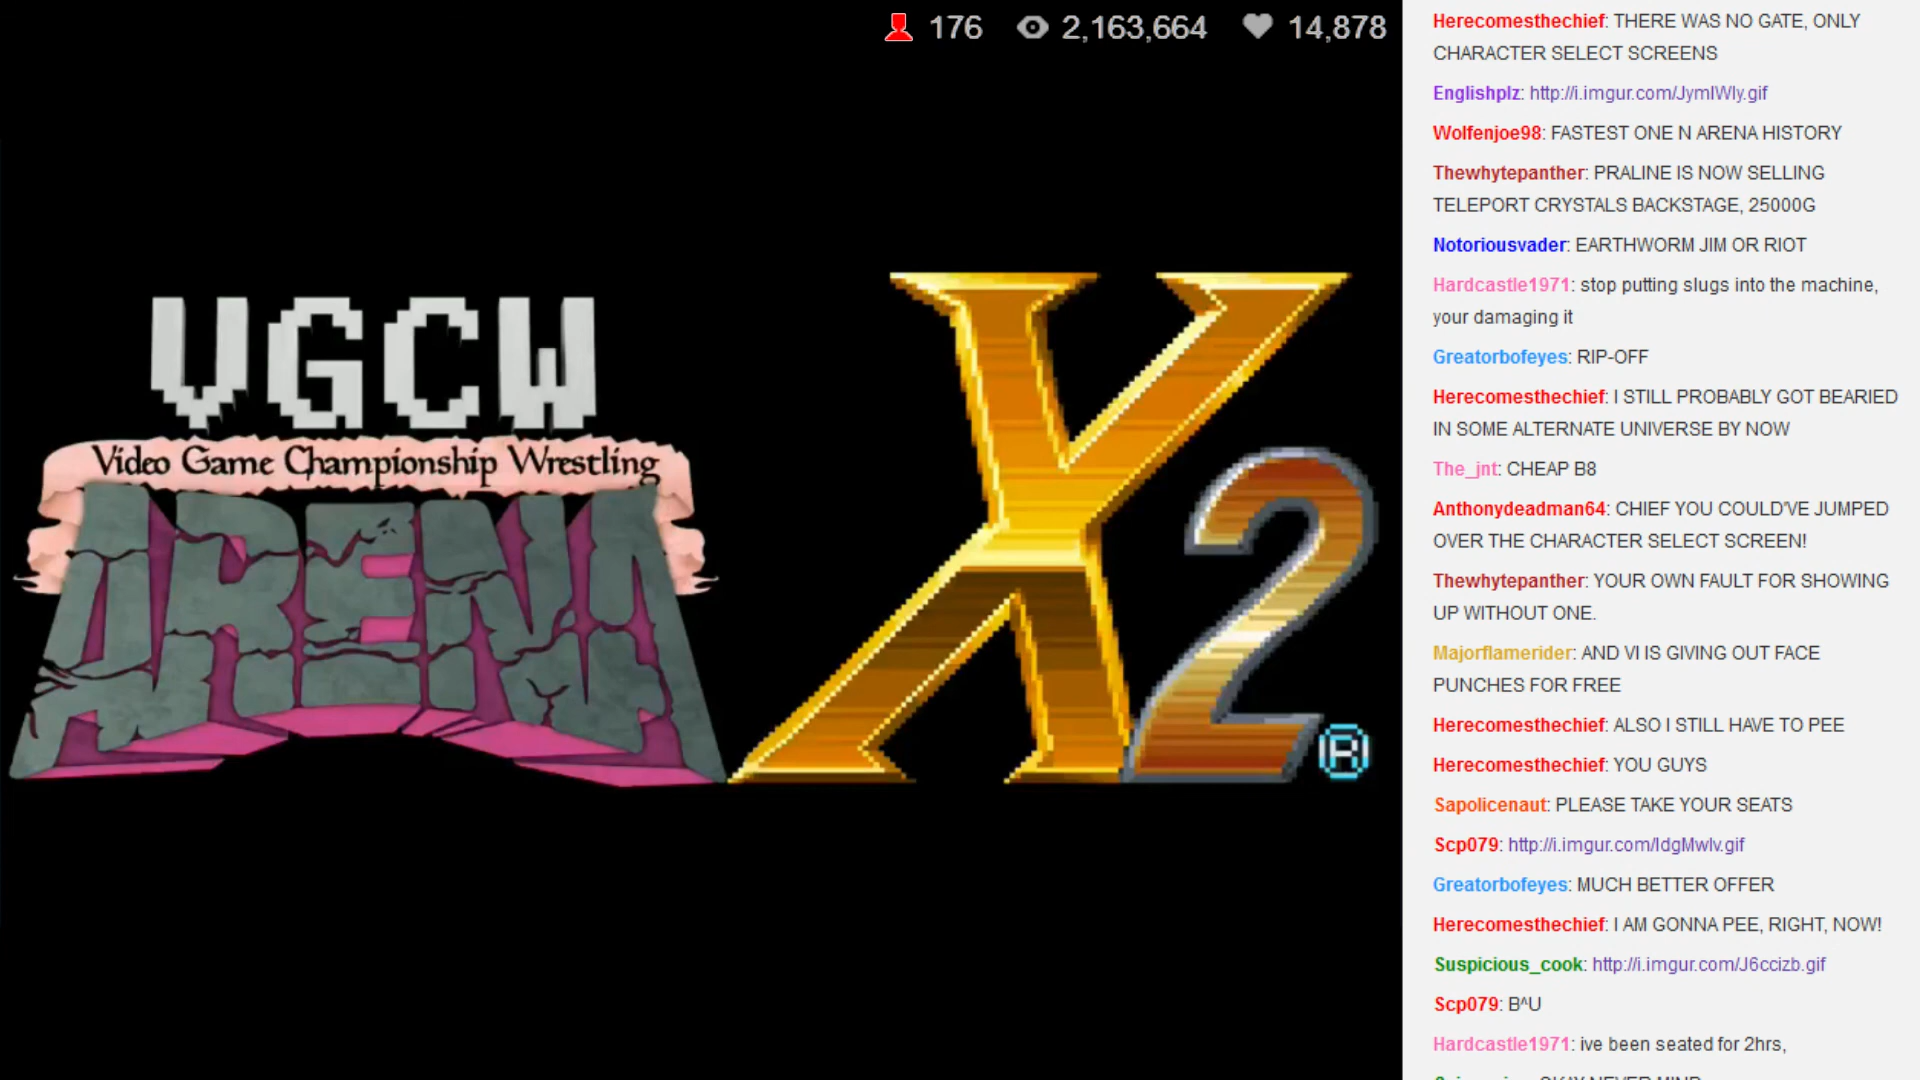 176 2,163,664 14,878
VGCW
Video Game Championship Wrestling
ARENA
X2®
Herecomesthechief: THERE WAS NO GATE, ONLY
CHARACTER SELECT SCREENS
Englishplz: http://i.imgur.com/JymIWly.gif
Wolfenjoe98: FASTEST ONE N ARENA HISTORY
Thewhytepanther: PRALINE IS NOW SELLING
TELEPORT CRYSTALS BACKSTAGE, 25000G
Notoriousvader: EARTHWORM JIM OR RIOT
Hardcastle1971: stop putting slugs into the machine,
your damaging it
Greatorbofeyes: RIP-OFF
Herecomesthechief: I STILL PROBABLY GOT BEARIED
IN SOME ALTERNATE UNIVERSE BY NOW
The_jnt: CHEAP B8
Anthonydeadman64: CHIEF YOU COULD'VE JUMPED
OVER THE CHARACTER SELECT SCREEN!
Thewhytepanther: YOUR OWN FAULT FOR SHOWING
UP WITHOUT ONE.
Majorflamerider: AND VI IS GIVING OUT FACE
PUNCHES FOR FREE
Herecomesthechief: ALSO I STILL HAVE TO PEE
Herecomesthechief: YOU GUYS
Sapolicenaut: PLEASE TAKE YOUR SEATS
Scp079: http://i.imgur.com/IdgMwlv.gif
Greatorbofeyes: MUCH BETTER OFFER
Herecomesthechief: I AM GONNA PEE, RIGHT, NOW!
Suspicious_cook: http://i.imgur.com/J6ccizb.gif
Scp079: B^U
Hardcastle1971: ive been seated for 2hrs,
OKAY NEVER MIND